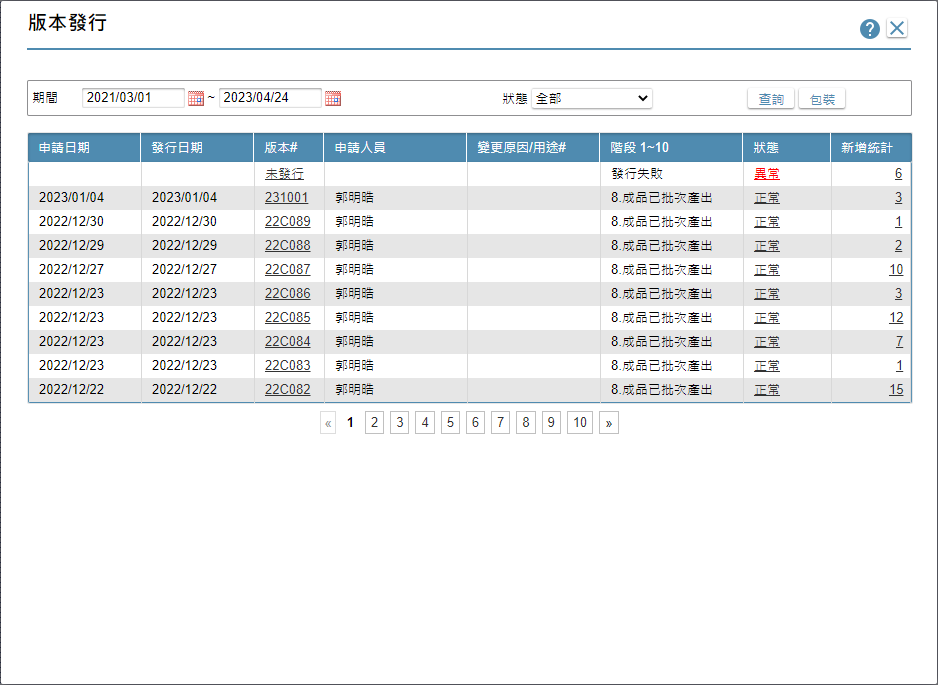 版本發行
?
期間 2021/03/01 ~ 2023/04/24 狀態 全部 查詢 包裝
申請日期 發行日期 版本# 申請人員 變更原因/用途# 階段 1~10 狀態 新增統計
未發行 發行失敗 異常 6
2023/01/04 2023/01/04 231001 郭明晧 8.成品已批次產出 正常 3
2022/12/30 2022/12/30 22C089 郭明晧 8.成品已批次產出 正常 1
2022/12/29 2022/12/29 22C088 郭明晧 8.成品已批次產出 正常 2
2022/12/27 2022/12/27 22C087 郭明晧 8.成品已批次產出 正常 10
2022/12/23 2022/12/23 22C086 郭明晧 8.成品已批次產出 正常 3
2022/12/23 2022/12/23 22C085 郭明晧 8.成品已批次產出 正常 12
2022/12/23 2022/12/23 22C084 郭明晧 8.成品已批次產出 正常 7
2022/12/23 2022/12/23 22C083 郭明晧 8.成品已批次產出 正常 1
2022/12/22 2022/12/22 22C082 郭明晧 8.成品已批次產出 正常 15
« 1 2 3 4 5 6 7 8 9 10 »